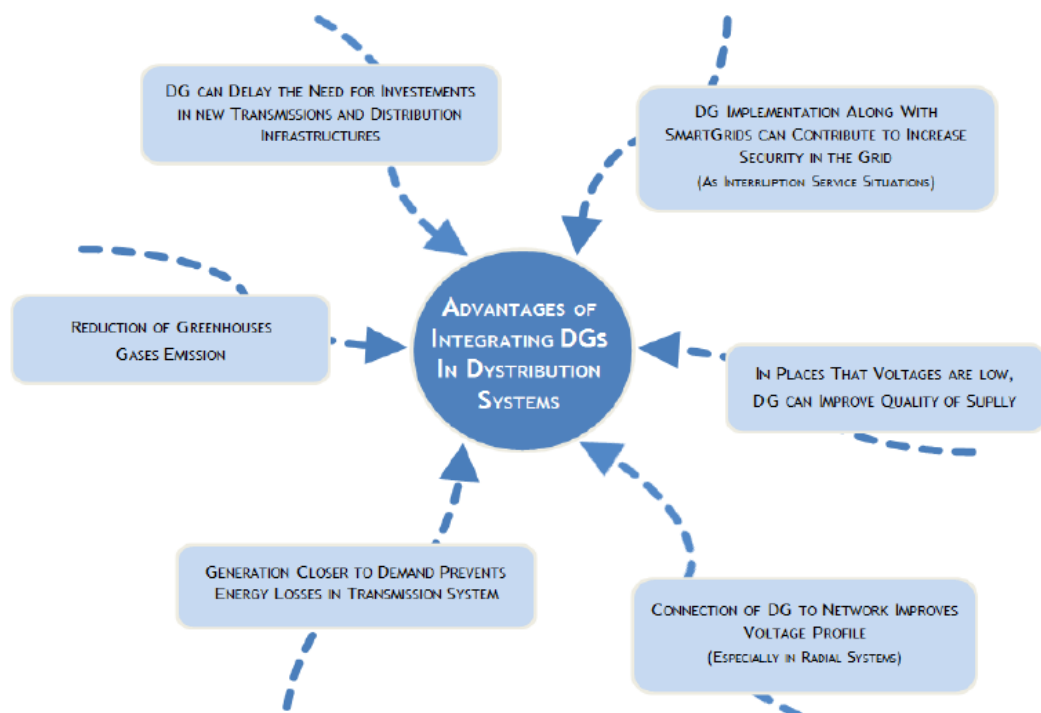 DG can Delay the Need for Investements
in new Transmissions and Distribution
Infrastructures
DG Implementation Along With
SmartGrids can Contribute to Increase
Security in the Grid
(As Interruption Service Situations)
Reduction of Greenhouses
Gases Emission
Advantages of
Integrating DGs
In Dystribution
Systems
In Places That Voltages are low,
DG can Improve Quality of Suplly
Generation Closer to Demand Prevents
Energy Losses in Transmission System
Connection of DG to Network Improves
Voltage Profile
(Especially in Radial Systems)